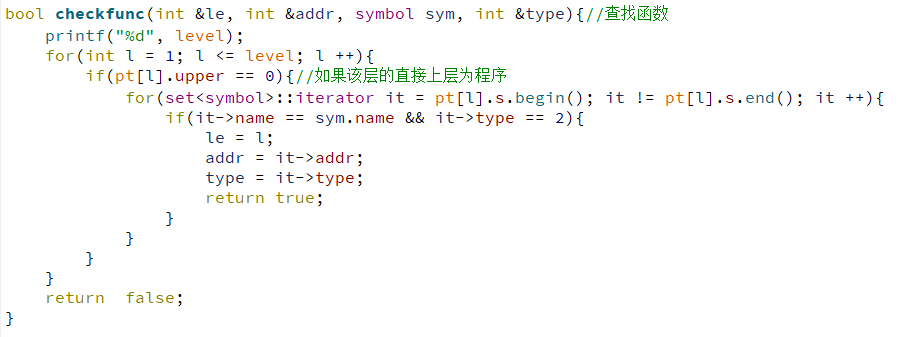 bool checkfunc(int &le, int &addr, symbol sym, int &type){//查找函数
    printf("%d", level);
    for(int l = 1; l <= level; l ++){
        if(pt[l].upper == 0){//如果该层的直接上层为程序
            for(set<symbol>::iterator it = pt[l].s.begin(); it != pt[l].s.end(); it ++){
                if(it->name == sym.name && it->type == 2){
                    le = l;
                    addr = it->addr;
                    type = it->type;
                    return true;
                }
            }
        }
    }
    return  false;
}